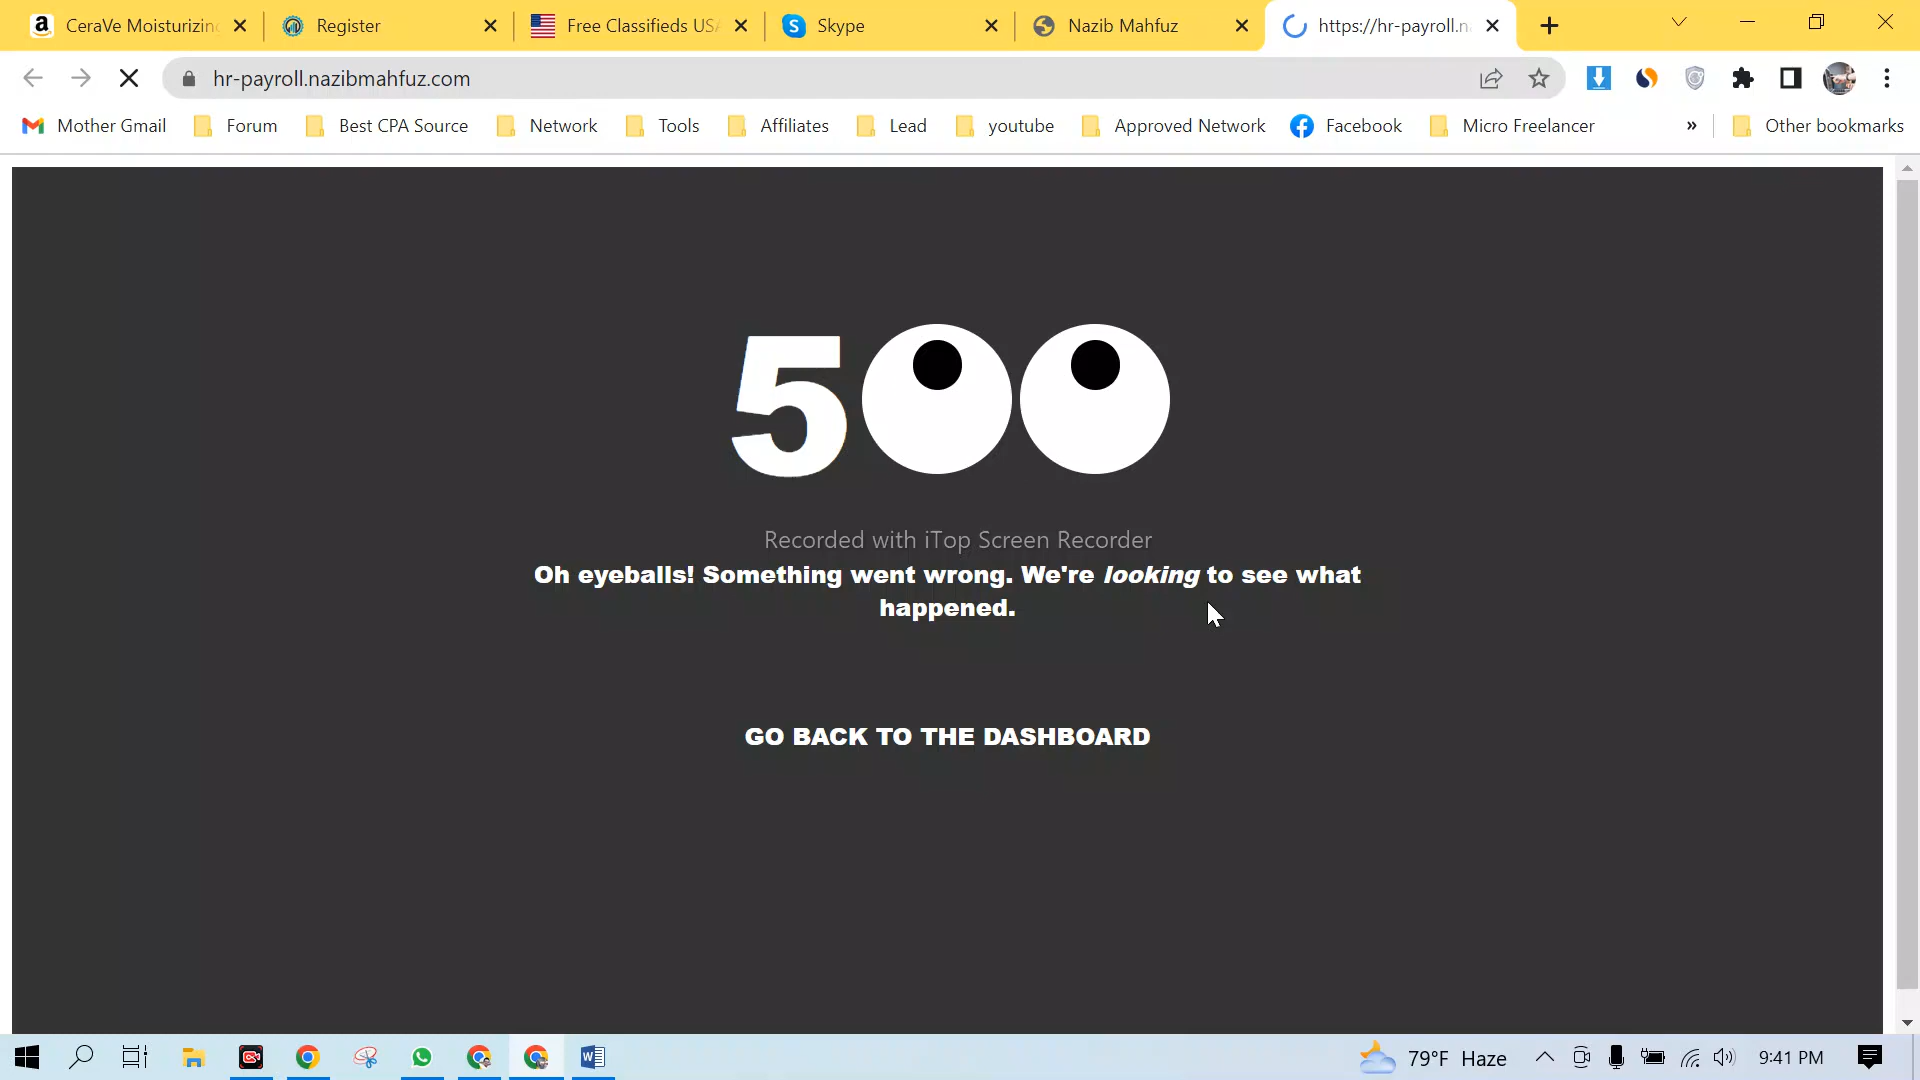 CeraVe Moisturizin
Register
Free Classifieds USA
Skype
Nazib Mahfuz
https://hr-payroll.n
hr-payroll.nazibmahfuz.com
Mother Gmail
Forum
Best CPA Source
Network
Tools
Affiliates
Lead
youtube
Approved Network
Facebook
Micro Freelancer
»
Other bookmarks
500
Recorded with iTop Screen Recorder
Oh eyeballs! Something went wrong. We're looking to see what
happened.
GO BACK TO THE DASHBOARD
79°F Haze
9:41 PM